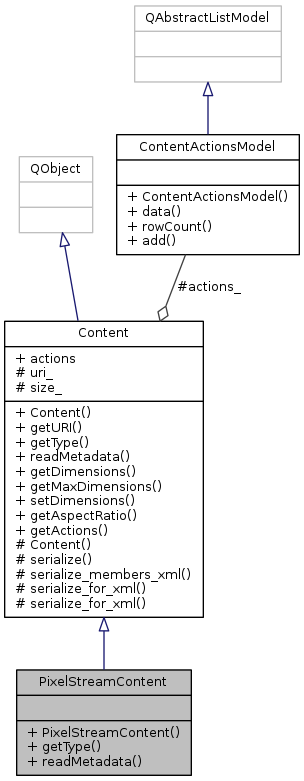 QAbstractListModel
ContentActionsModel
+ ContentActionsModel()
+ data()
+ rowCount()
+ add()
QObject
#actions_
Content
+ actions
# uri_
# size_
+ Content()
+ getURI()
+ getType()
+ readMetadata()
+ getDimensions()
+ getMaxDimensions()
+ setDimensions()
+ getAspectRatio()
+ getActions()
# Content()
# serialize()
# serialize_members_xml()
# serialize_for_xml()
# serialize_for_xml()
PixelStreamContent
+ PixelStreamContent()
+ getType()
+ readMetadata()